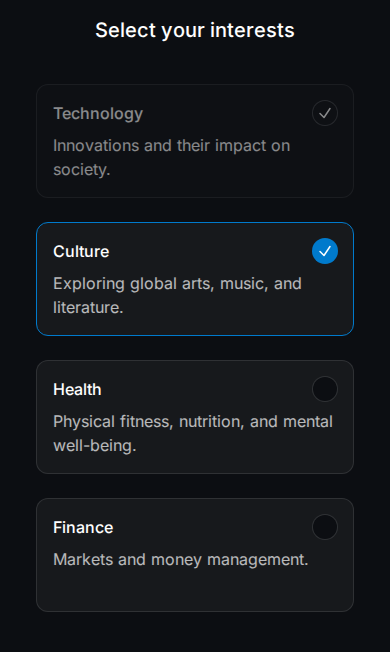 Select your interests
Technology
Innovations and their impact on
society.
Culture
Exploring global arts, music, and
literature.
Health
Physical fitness, nutrition, and mental
well-being.
Finance
Markets and money management.